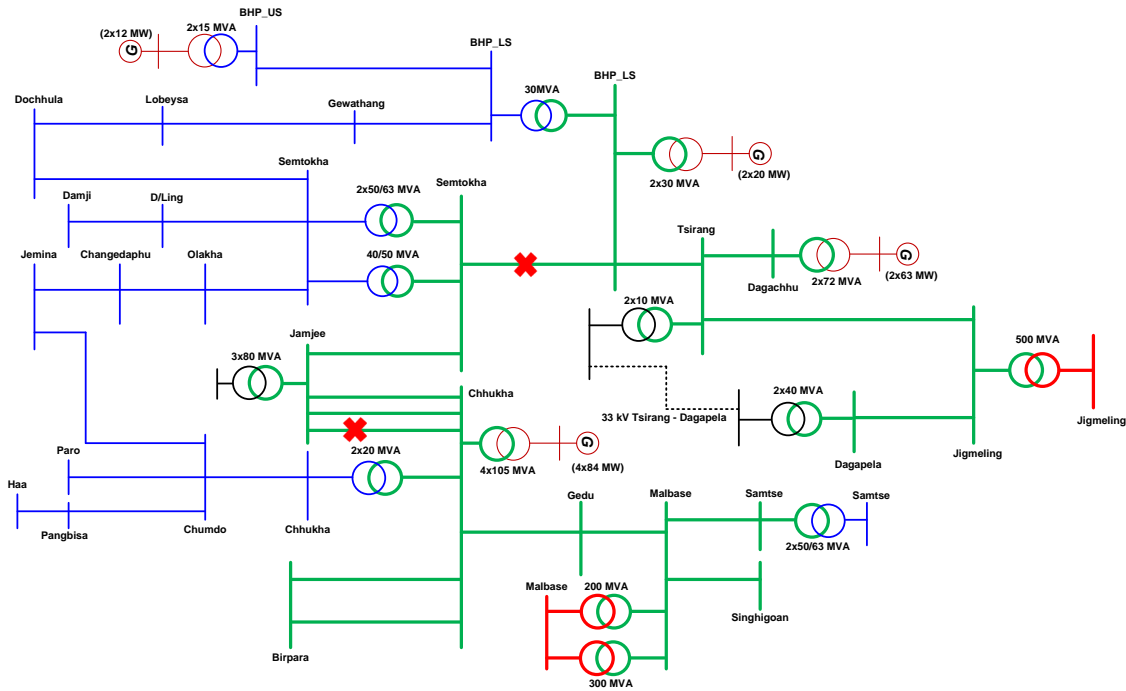 BHP_US
(2x12 MW)
2x15 MVA
G
BHP_LS
BHP_LS
Dochhula
Lobeysa
Gewathang
30MVA
G
2x30 MVA
(2x20 MW)
Semtokha
Semtokha
Damji
D/Ling
2x50/63 MVA
Tsirang
Jemina
Changedaphu
Olakha
40/50 MVA
G
Dagachhu
2x72 MVA
(2x63 MW)
2x10 MVA
Jamjee
3x80 MVA
500 MVA
Chhukha
2x40 MVA
33 kV Tsirang - Dagapela
Jigmeling
G
Paro
2x20 MVA
4x105 MVA
(4x84 MW)
Dagapela
Jigmeling
Haa
Pangbisa
Chumdo
Chhukha
Gedu
Malbase
Samtse
Samtse
2x50/63 MVA
Malbase
200 MVA
Singhigoan
Birpara
300 MVA